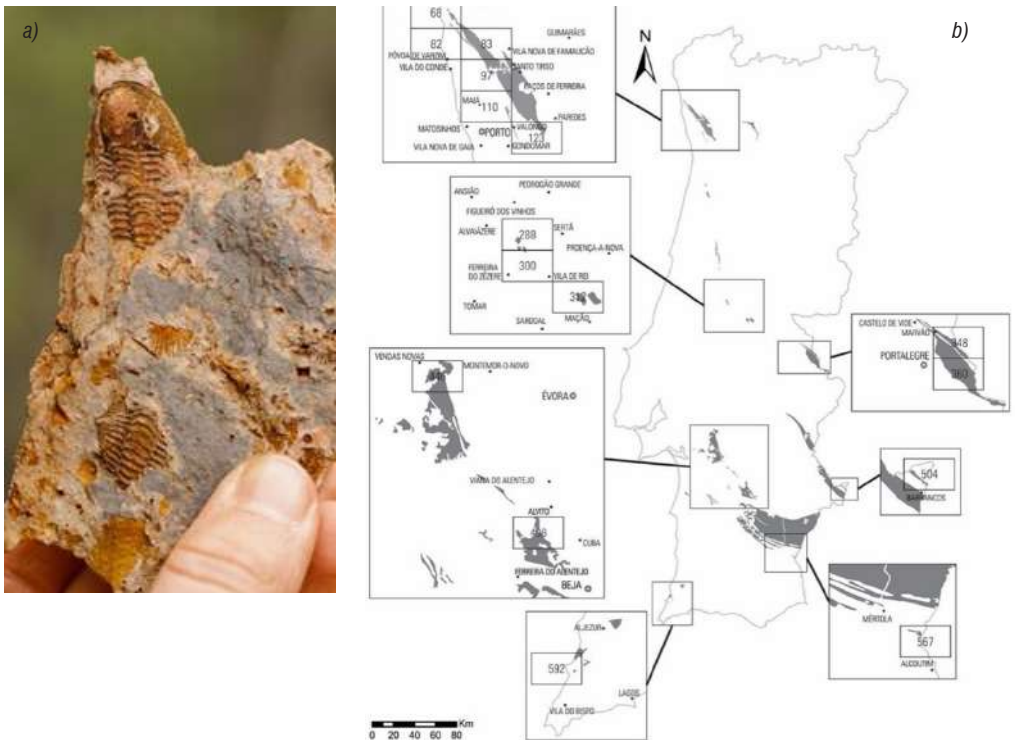 a)
b)
68
82
83
97
110
123
GUIMARÃES
VILA NOVA DE FAMALICÃO
PÓVOA DE VARZIM
VILA DO CONDE
SANTO TIRSO
PAÇOS DE FERREIRA
MAIA
PAREDES
MATOSINHOS
PORTO
VALONGO
VILA NOVA DE GAIA
GONDOMAR
N
ANSIÃO
PEDROGÃO GRANDE
FIGUEIRÓ DOS VINHOS
ALVAIÁZERE
288
SERTÃ
PROENÇA-A-NOVA
FERREIRA
DO ZÊZERE
300
VILA DE REI
TOMAR
SARDOAL
MAÇÃO
CASTELO DE VIDE
MARVÃO
348
PORTALEGRE
360
VENDAS NOVAS
MONTEMOR-O-NOVO
ÉVORA
VIANA DO ALENTEJO
ALVITO
CUBA
FERREIRA DO ALENTEJO
BEJA
504
BARRANCOS
MÉRTOLA
567
ALCOUTIM
ALJEZUR
592
LAGOS
VILA DO BISPO
Km
0 20 40 60 80